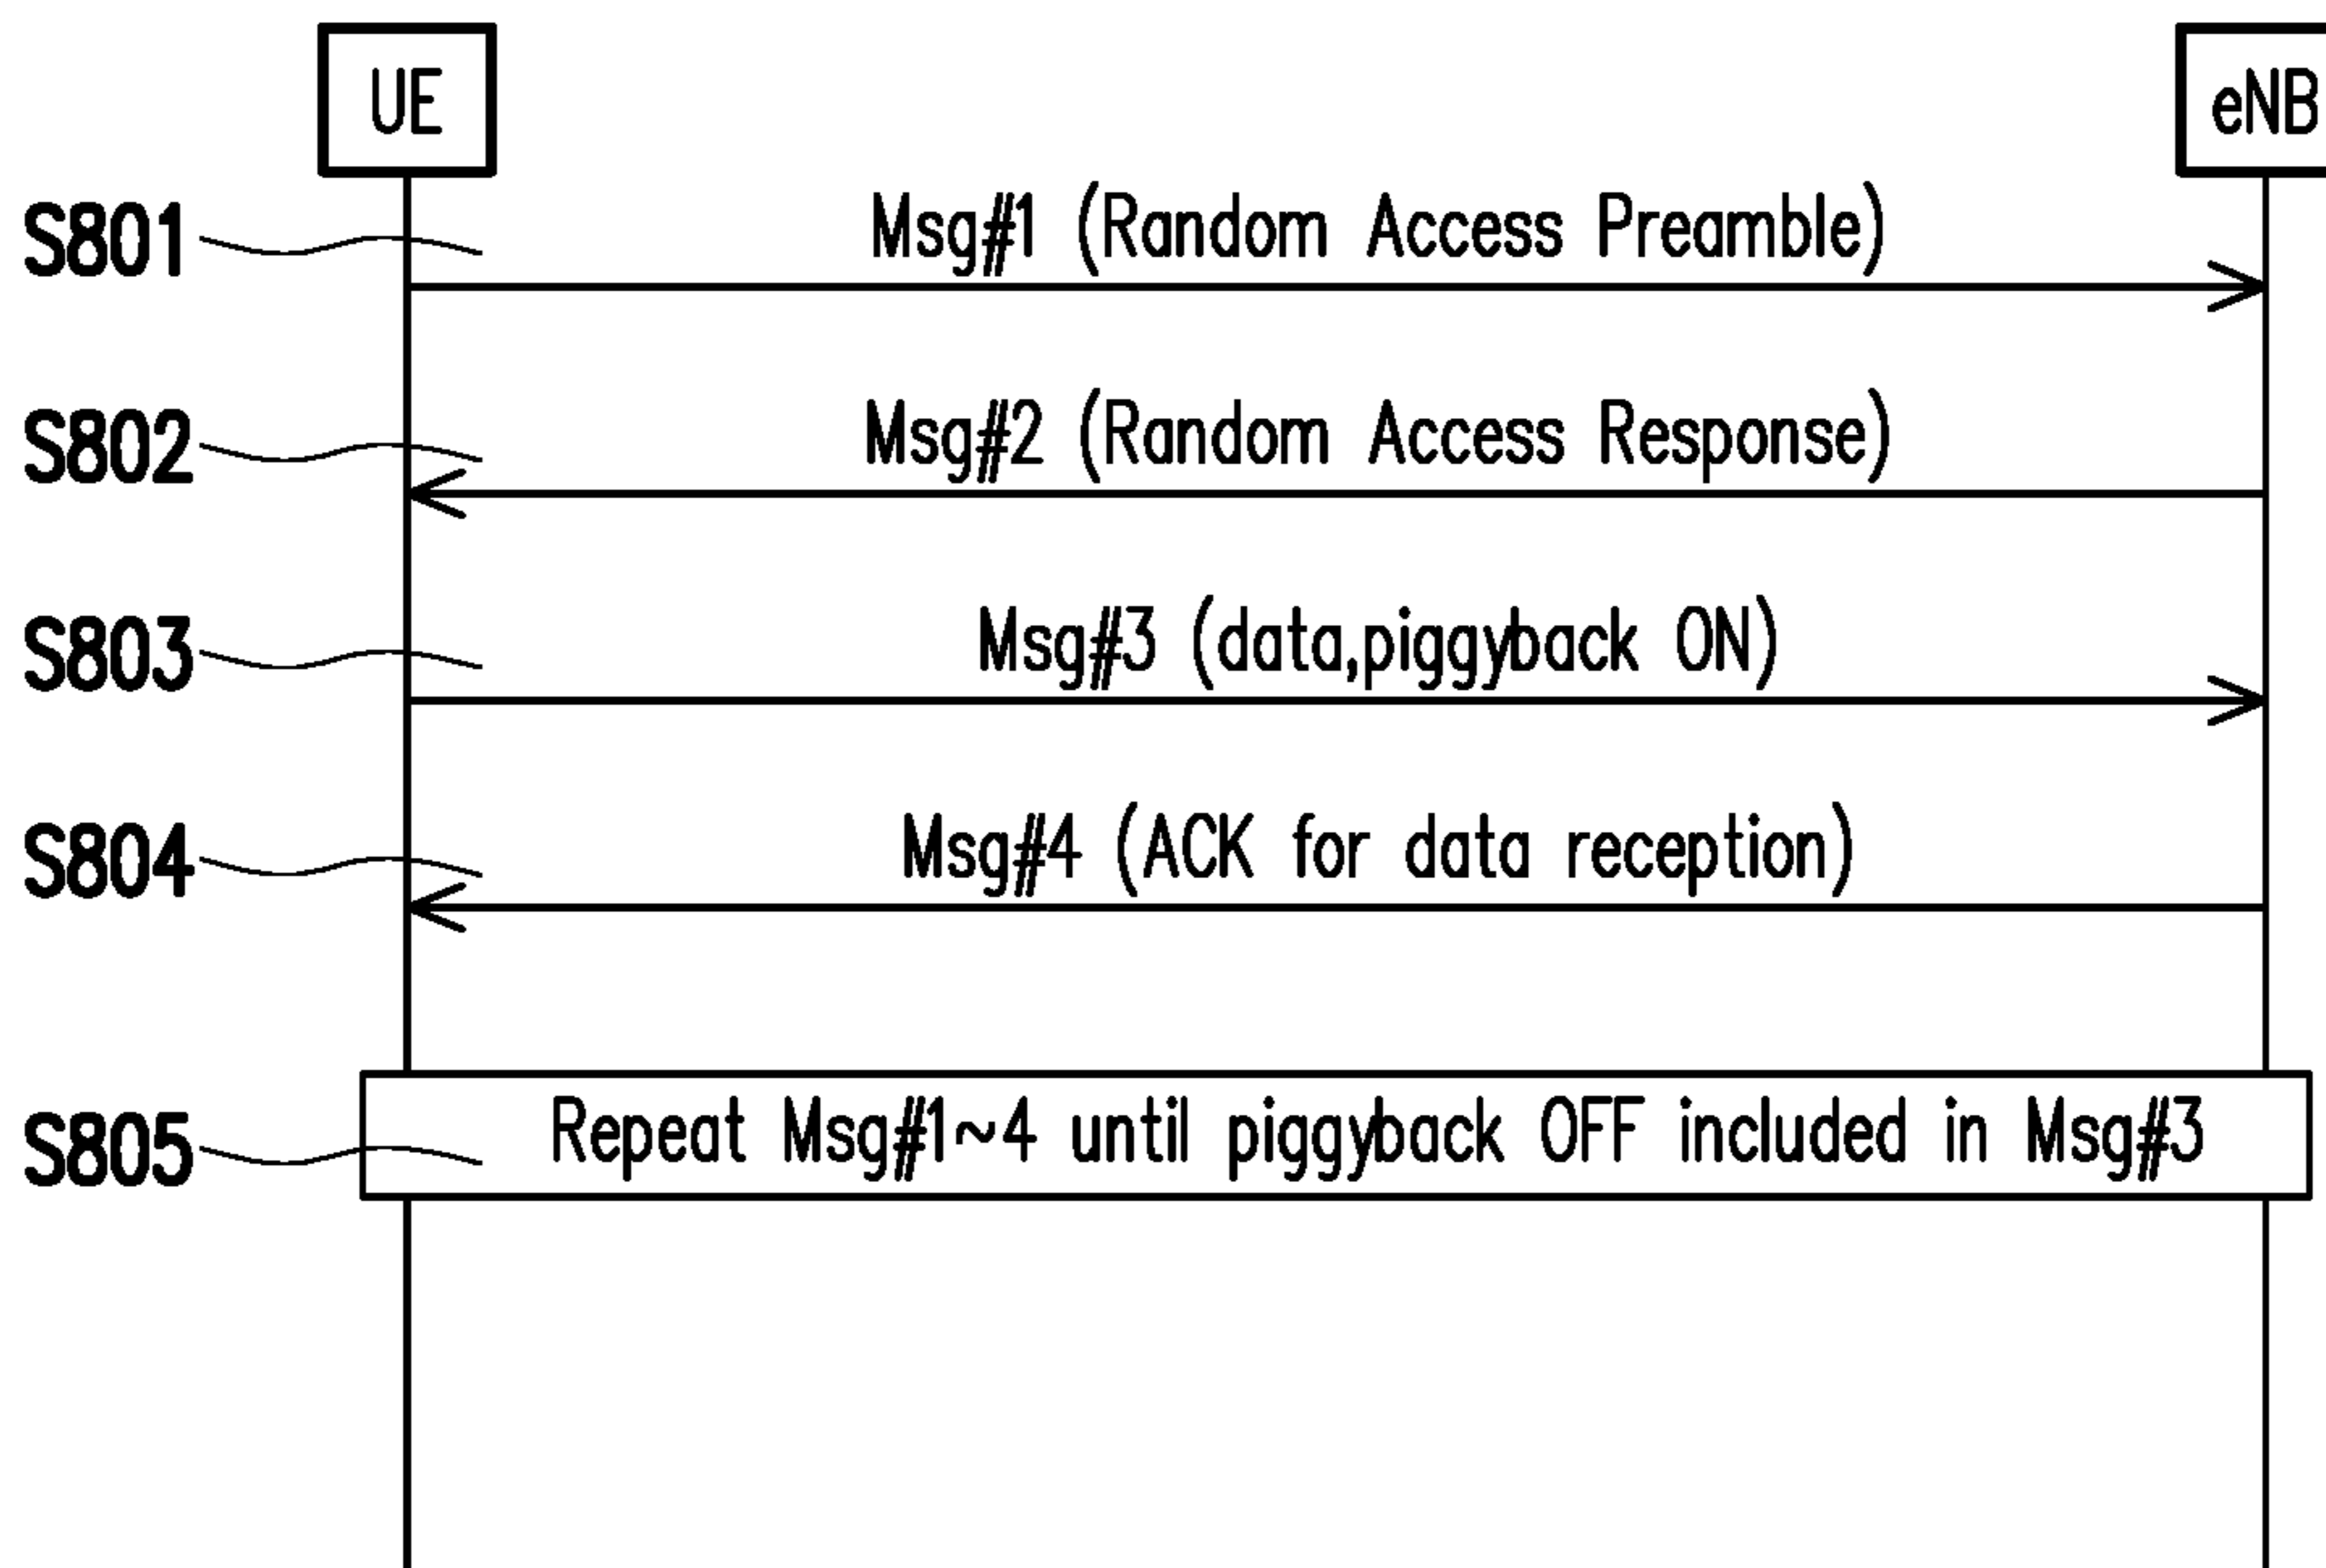 UE
eNB
S801
Msg#1 (Random Access Preamble)
S802
Msg#2 (Random Access Response)
S803
Msg#3 (data,piggyback ON)
S804
Msg#4 (ACK for data reception)
S805
Repeat Msg#1~4 until piggyback OFF included in Msg#3